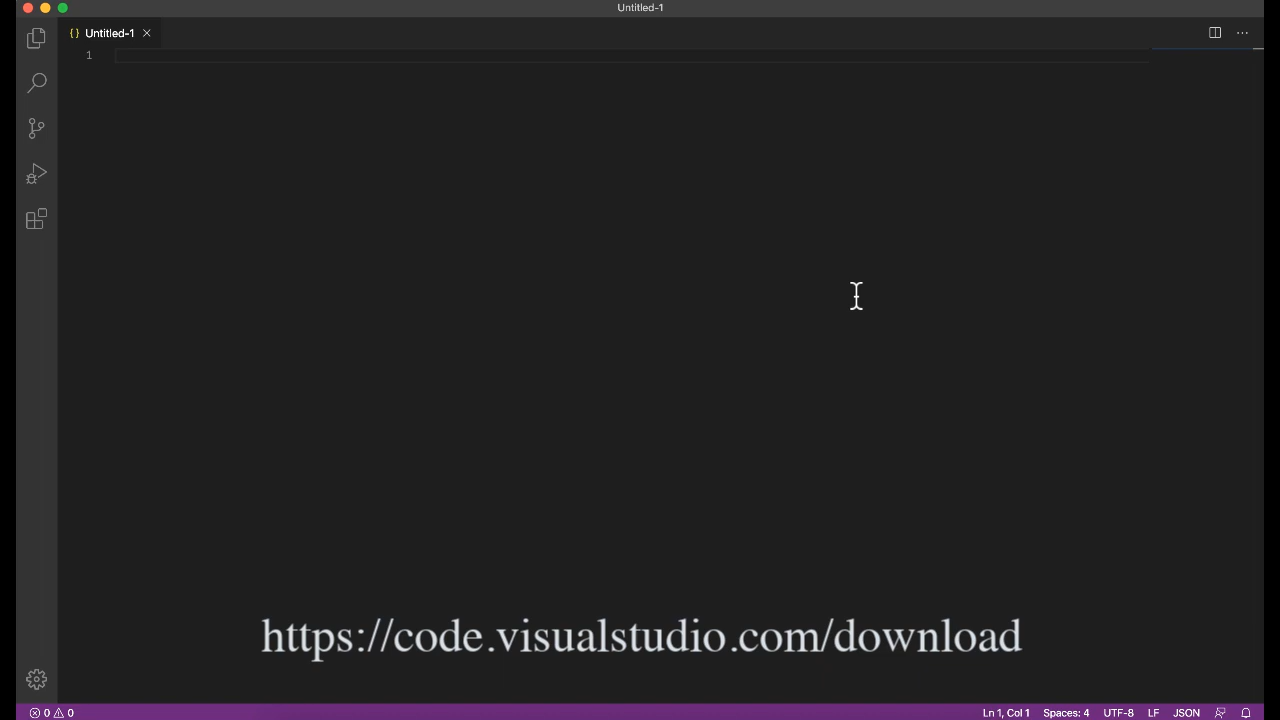 Untitled-1
{} Untitled-1
1
https://code.visualstudio.com/download
0 0 Ln 1, Col 1 Spaces: 4 UTF-8 LF JSON